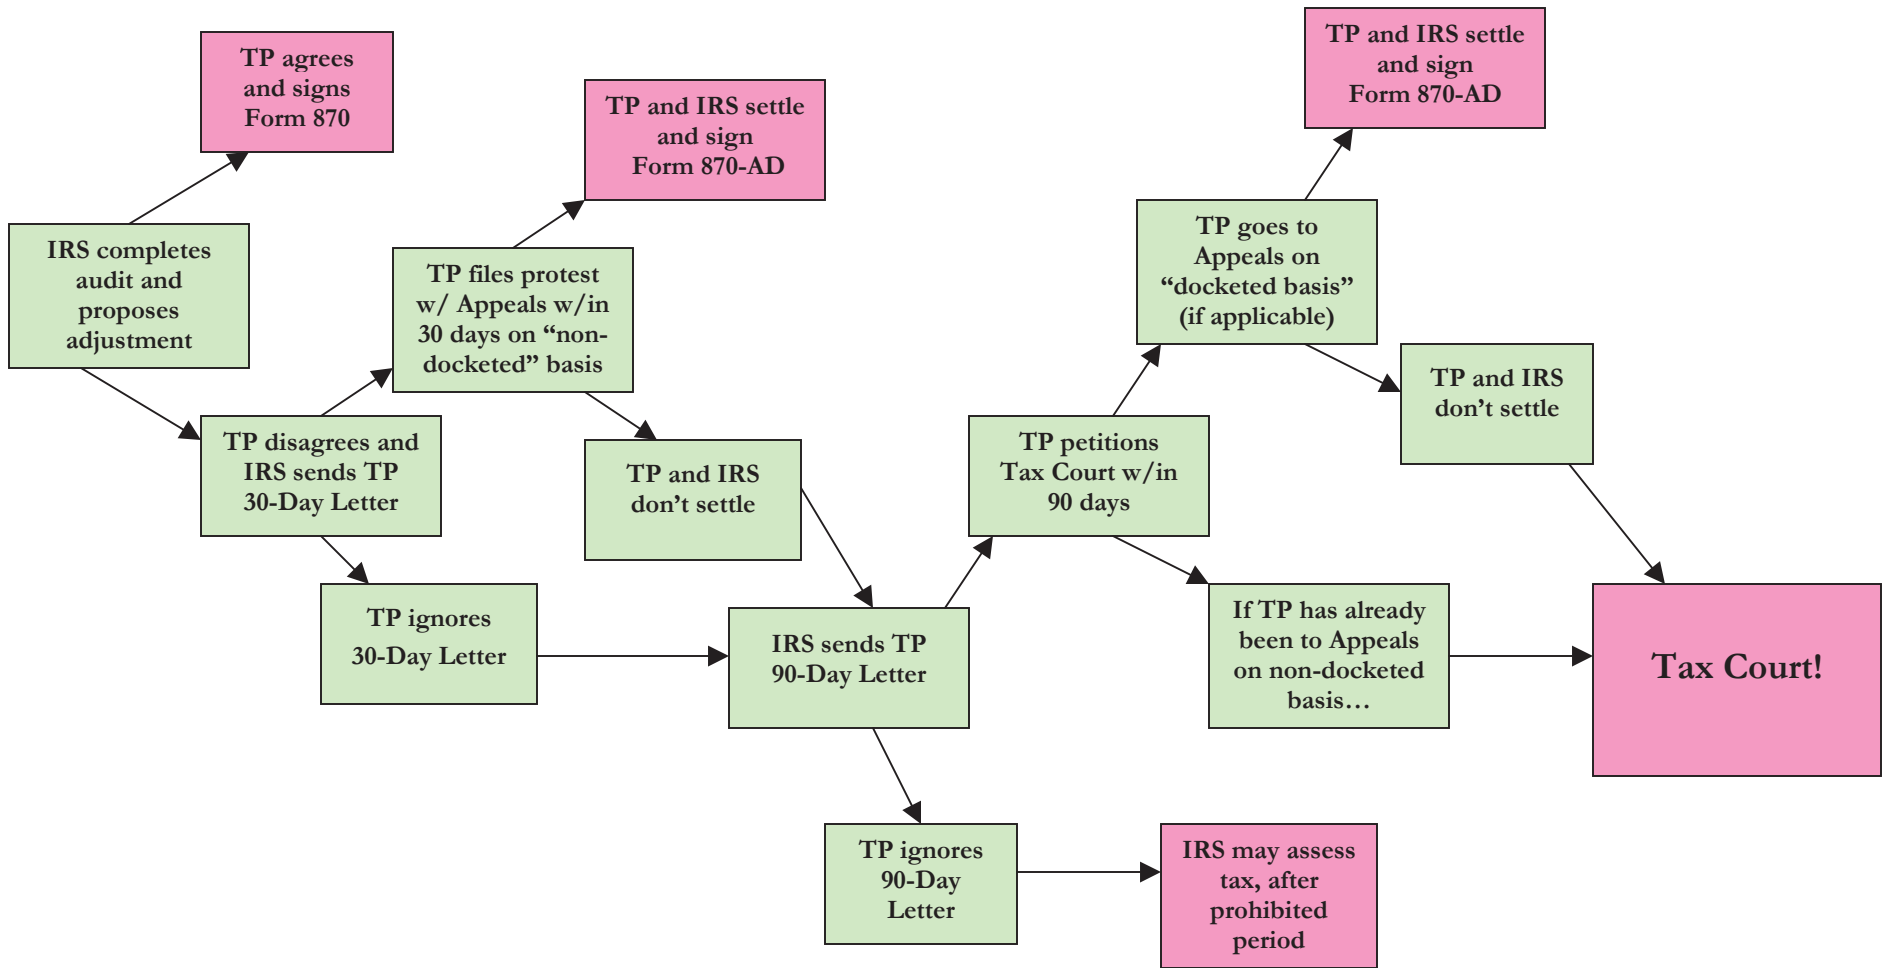 TP agrees
and signs
Form 870
IRS completes
audit and
proposes
adjustment
TP disagrees and
IRS sends TP
30-Day Letter
TP ignores
30-Day Letter
TP files protest
w/ Appeals w/in
30 days on “non-
docketed” basis
TP and IRS settle
and sign
Form 870-AD
TP and IRS
don’t settle
IRS sends TP
90-Day Letter
TP ignores
90-Day
Letter
IRS may assess
tax, after
prohibited
period
TP petitions
Tax Court w/in
90 days
TP goes to
Appeals on
“docketed basis”
(if applicable)
TP and IRS settle
and sign
Form 870-AD
TP and IRS
don’t settle
If TP has already
been to Appeals
on non-docketed
basis…
Tax Court!